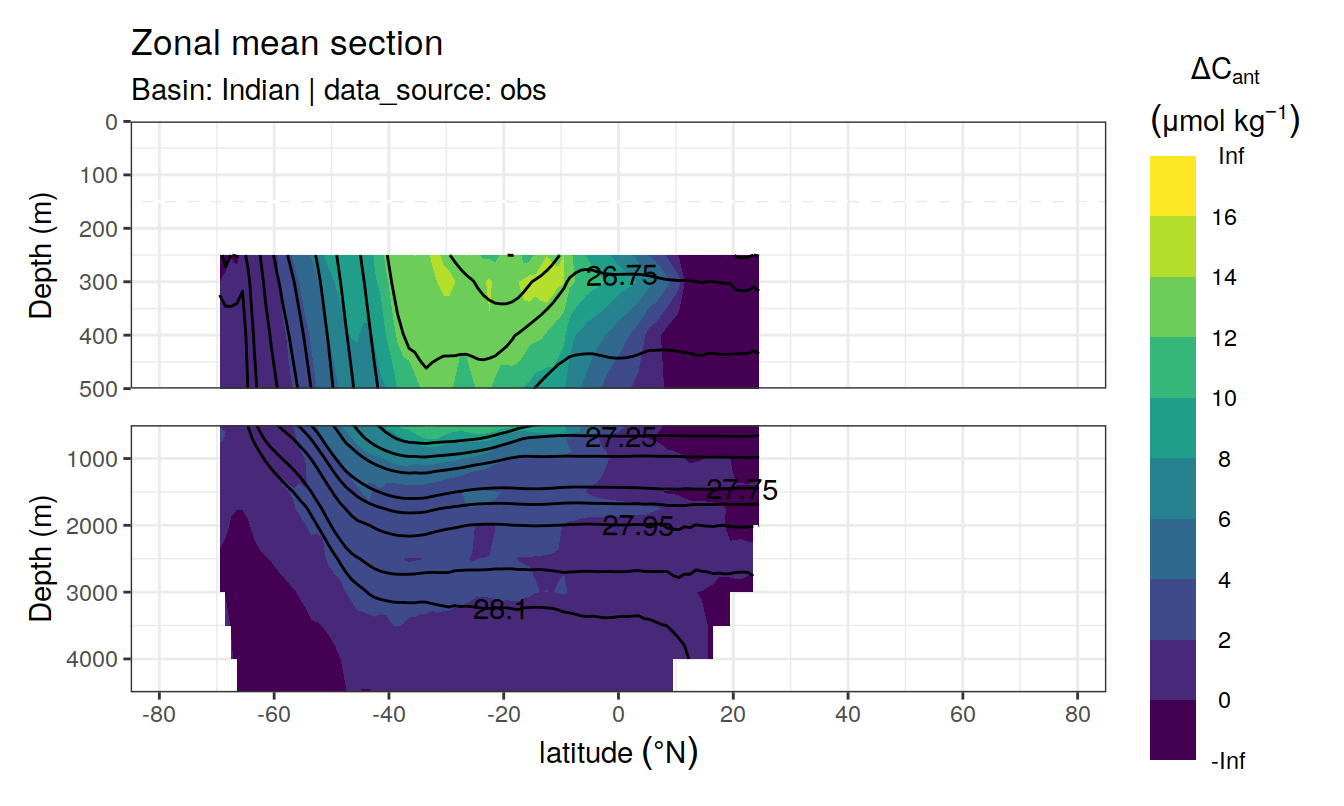 Zonal mean section
Basin: Indian | data_source: obs
ΔCant
(μmol kg⁻¹)
Depth (m)
0
100
200
300
400
500
26.75
Depth (m)
1000
2000
3000
4000
27.25
27.75
27.95
28.1
-80 -60 -40 -20 0 20 40 60 80
latitude (°N)
Inf
16
14
12
10
8
6
4
2
0
-Inf